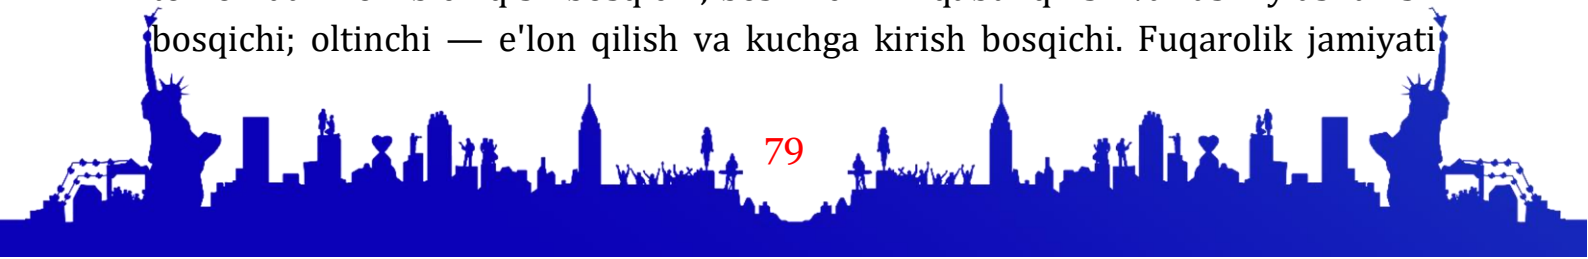 bosqichi; oltinchi — e'lon qilish va kuchga kirish bosqichi. Fuqarolik jamiyati
79